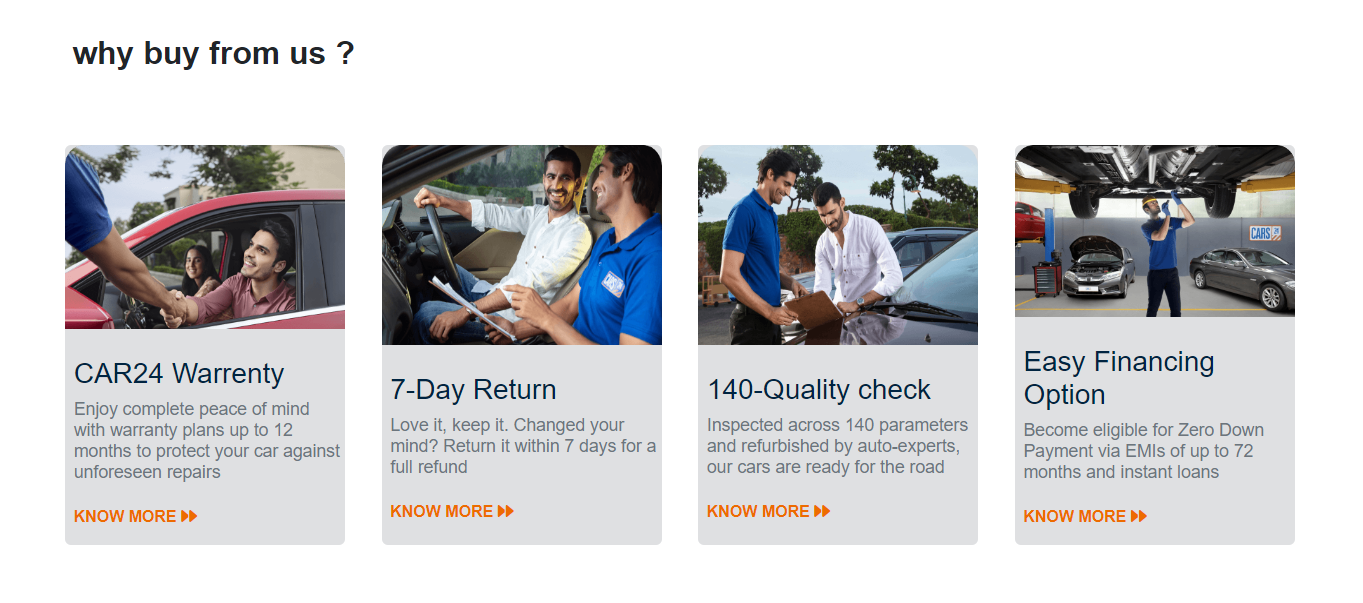 why buy from us ?
CAR24 Warrenty
Enjoy complete peace of mind
with warranty plans up to 12
months to protect your car against
unforeseen repairs
KNOW MORE
7-Day Return
Love it, keep it. Changed your
mind? Return it within 7 days for a
full refund
KNOW MORE
140-Quality check
Inspected across 140 parameters
and refurbished by auto-experts,
our cars are ready for the road
KNOW MORE
CARS
Easy Financing
Option
Become eligible for Zero Down
Payment via EMIs of up to 72
months and instant loans
KNOW MORE